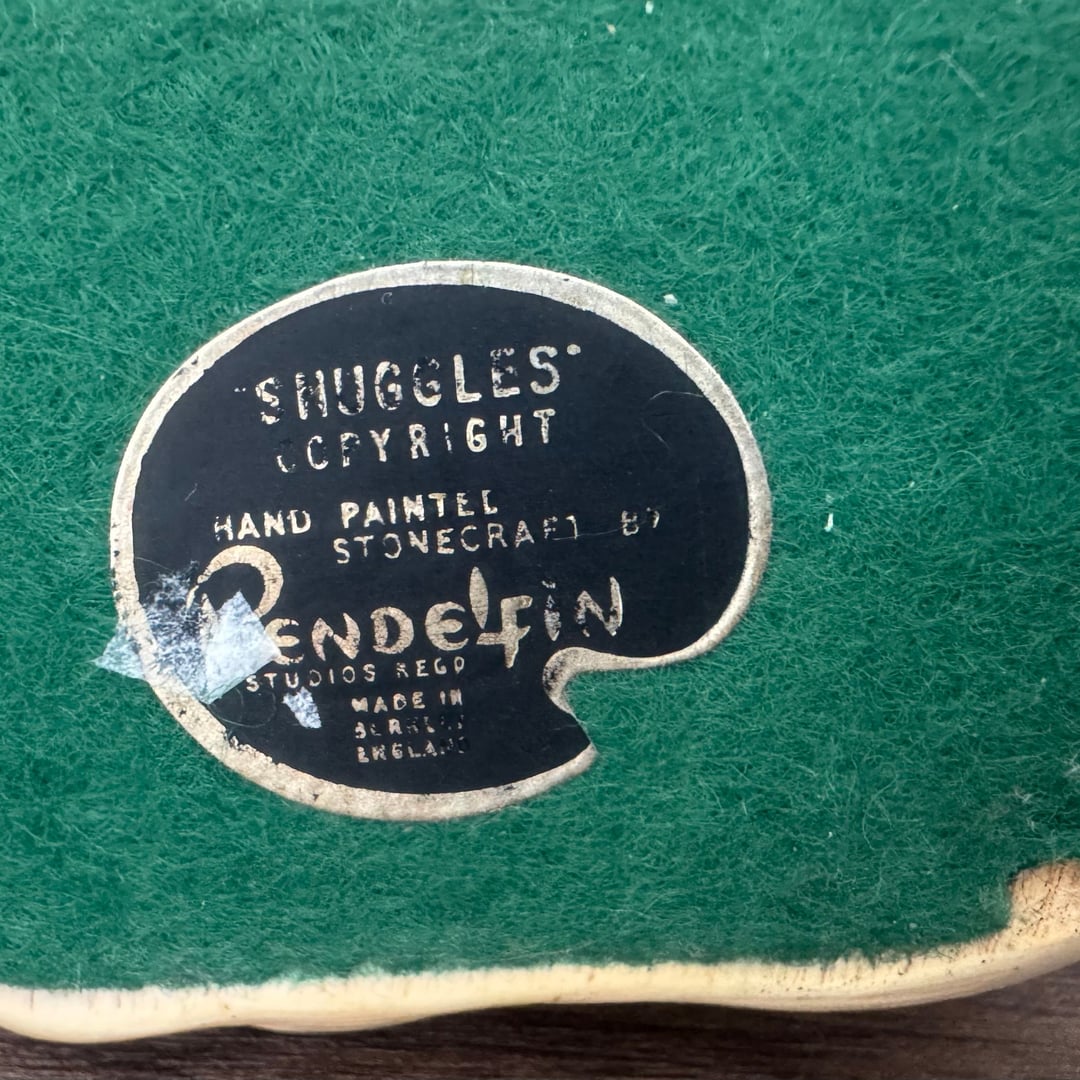 "SNUGGLES"
COPYRIGHT
HAND PAINTED
STONECRAFT BY
PENDELFIN
STUDIOS REGD
MADE IN
BURNLEY
ENGLAND